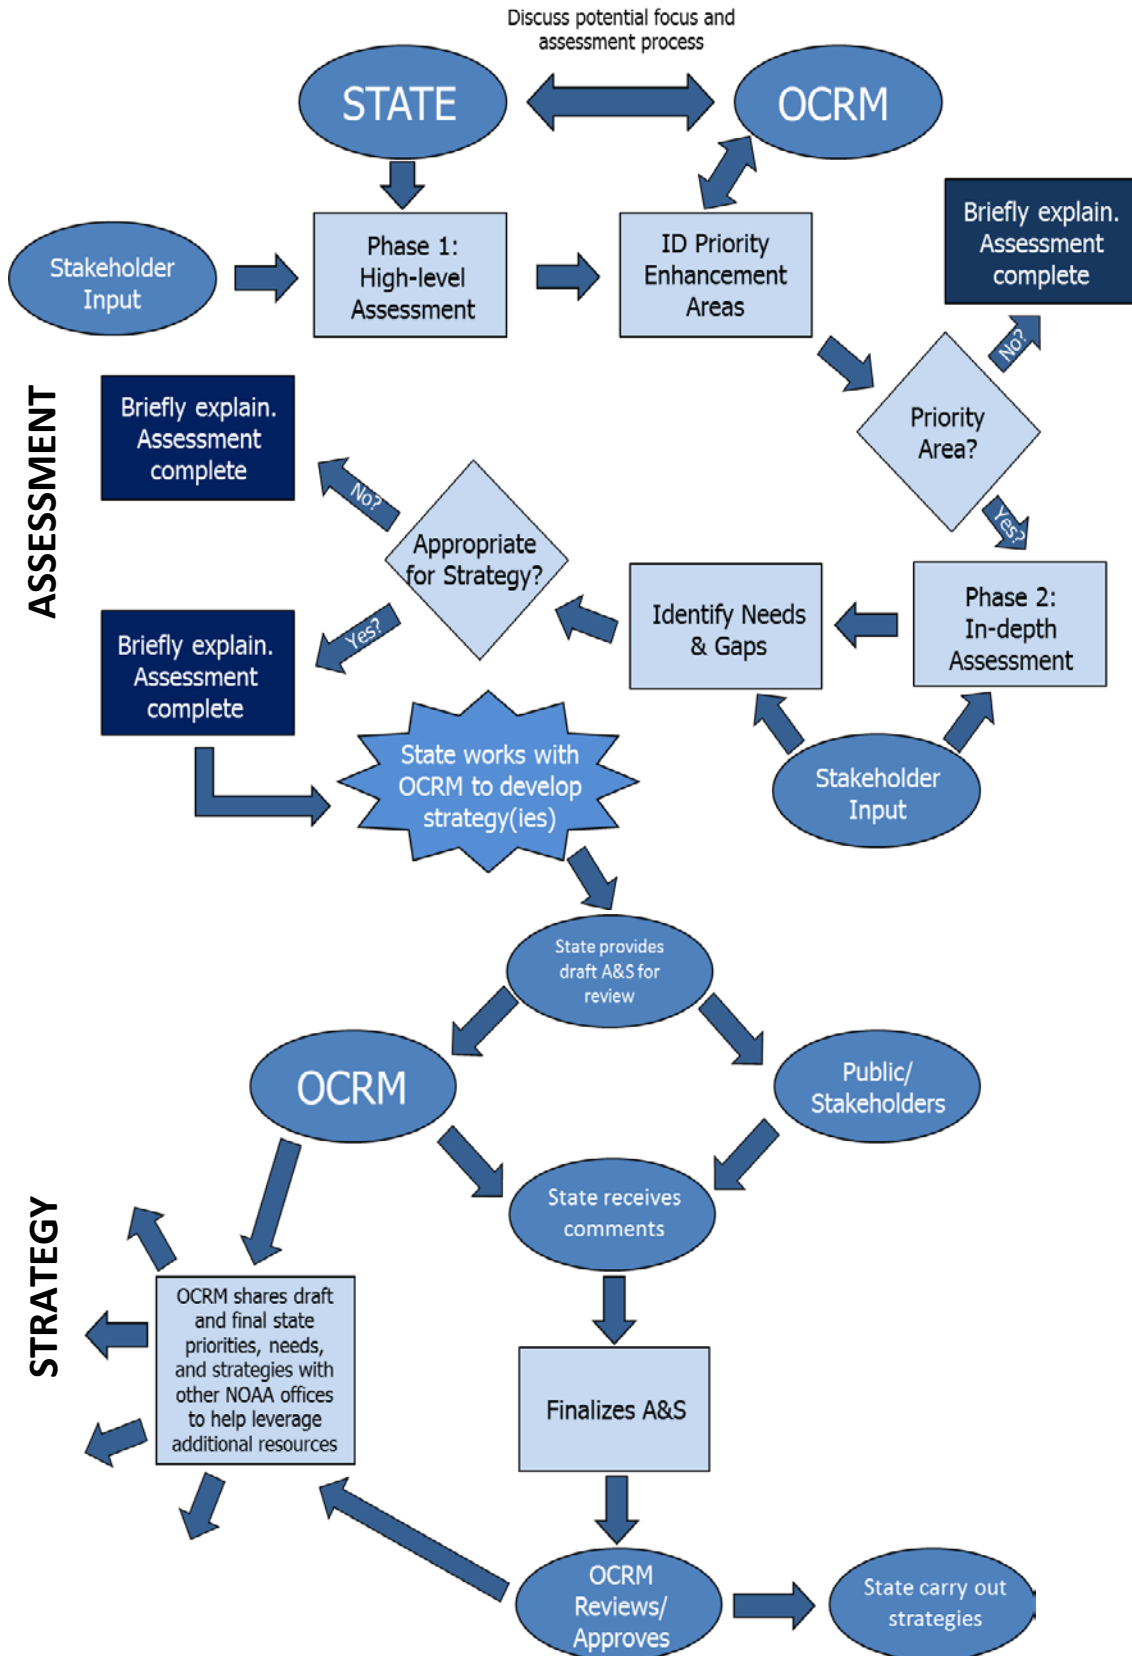 Discuss potential focus and
assessment process
STATE
OCRM
Stakeholder
Input
Phase 1:
High-level
Assessment
ID Priority
Enhancement
Areas
Briefly explain.
Assessment
complete
No?
Priority
Area?
Yes?
ASSESSMENT
Briefly explain.
Assessment
complete
No?
Appropriate
for Strategy?
Yes?
Identify Needs
& Gaps
Phase 2:
In-depth
Assessment
Briefly explain.
Assessment
complete
Stakeholder
Input
State works with
OCRM to develop
strategy(ies)
State provides
draft A&S for
review
OCRM
Public/
Stakeholders
State receives
comments
STRATEGY
OCRM shares draft
and final state
priorities, needs,
and strategies with
other NOAA offices
to help leverage
additional resources
Finalizes A&S
OCRM
Reviews/
Approves
State carry out
strategies